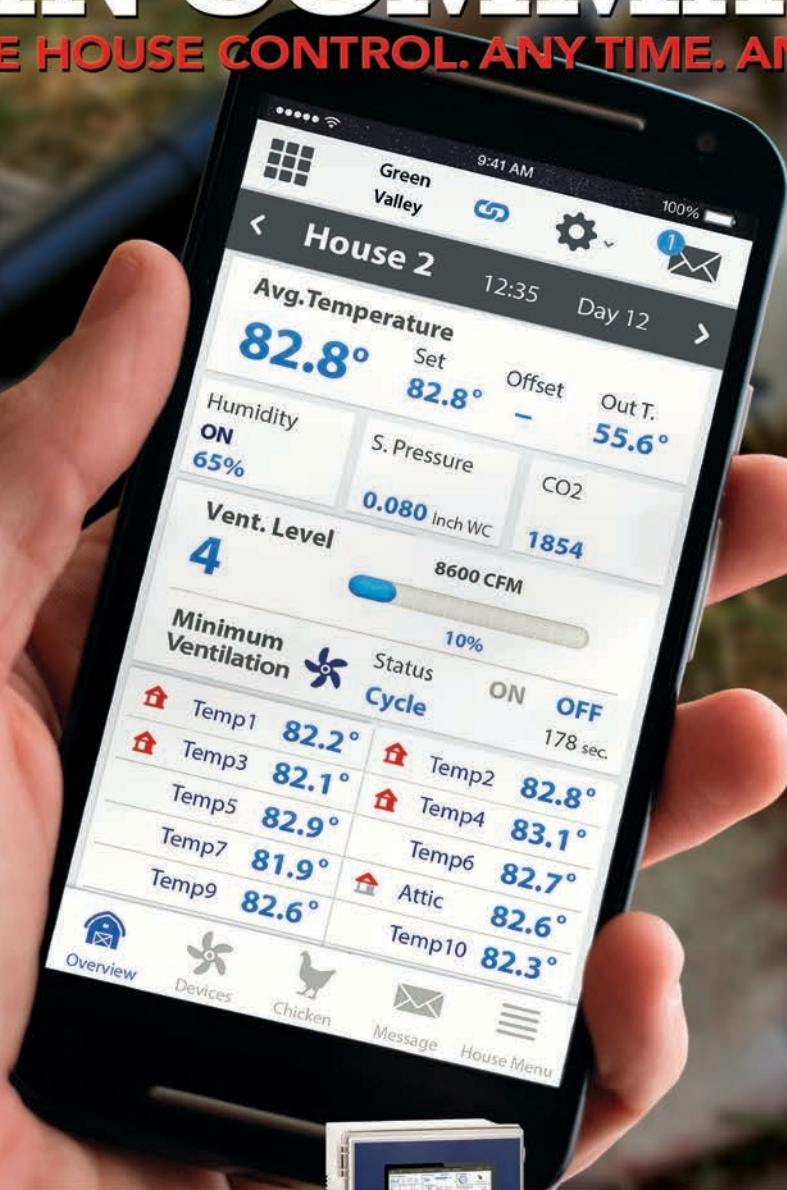 E HOUSE CONTROL. ANY TIME. AN
9:41 AM
100%
Green
Valley
1
House 2 12:35 Day 12
Avg.Temperature
82.8° Set Offset Out T.
82.8° – 55.6°
Humidity
ON
65%
S. Pressure
0.080 Inch WC
CO2
1854
Vent. Level
4
8600 CFM
10%
Minimum
Ventilation
Status
Cycle
ON OFF
178 sec.
Temp1 82.2° Temp2 82.8°
Temp3 82.1° Temp4 83.1°
Temp5 82.9° Temp6 82.7°
Temp7 81.9° Attic 82.6°
Temp9 82.6° Temp10 82.3°
Overview Devices Chicken Message House Menu